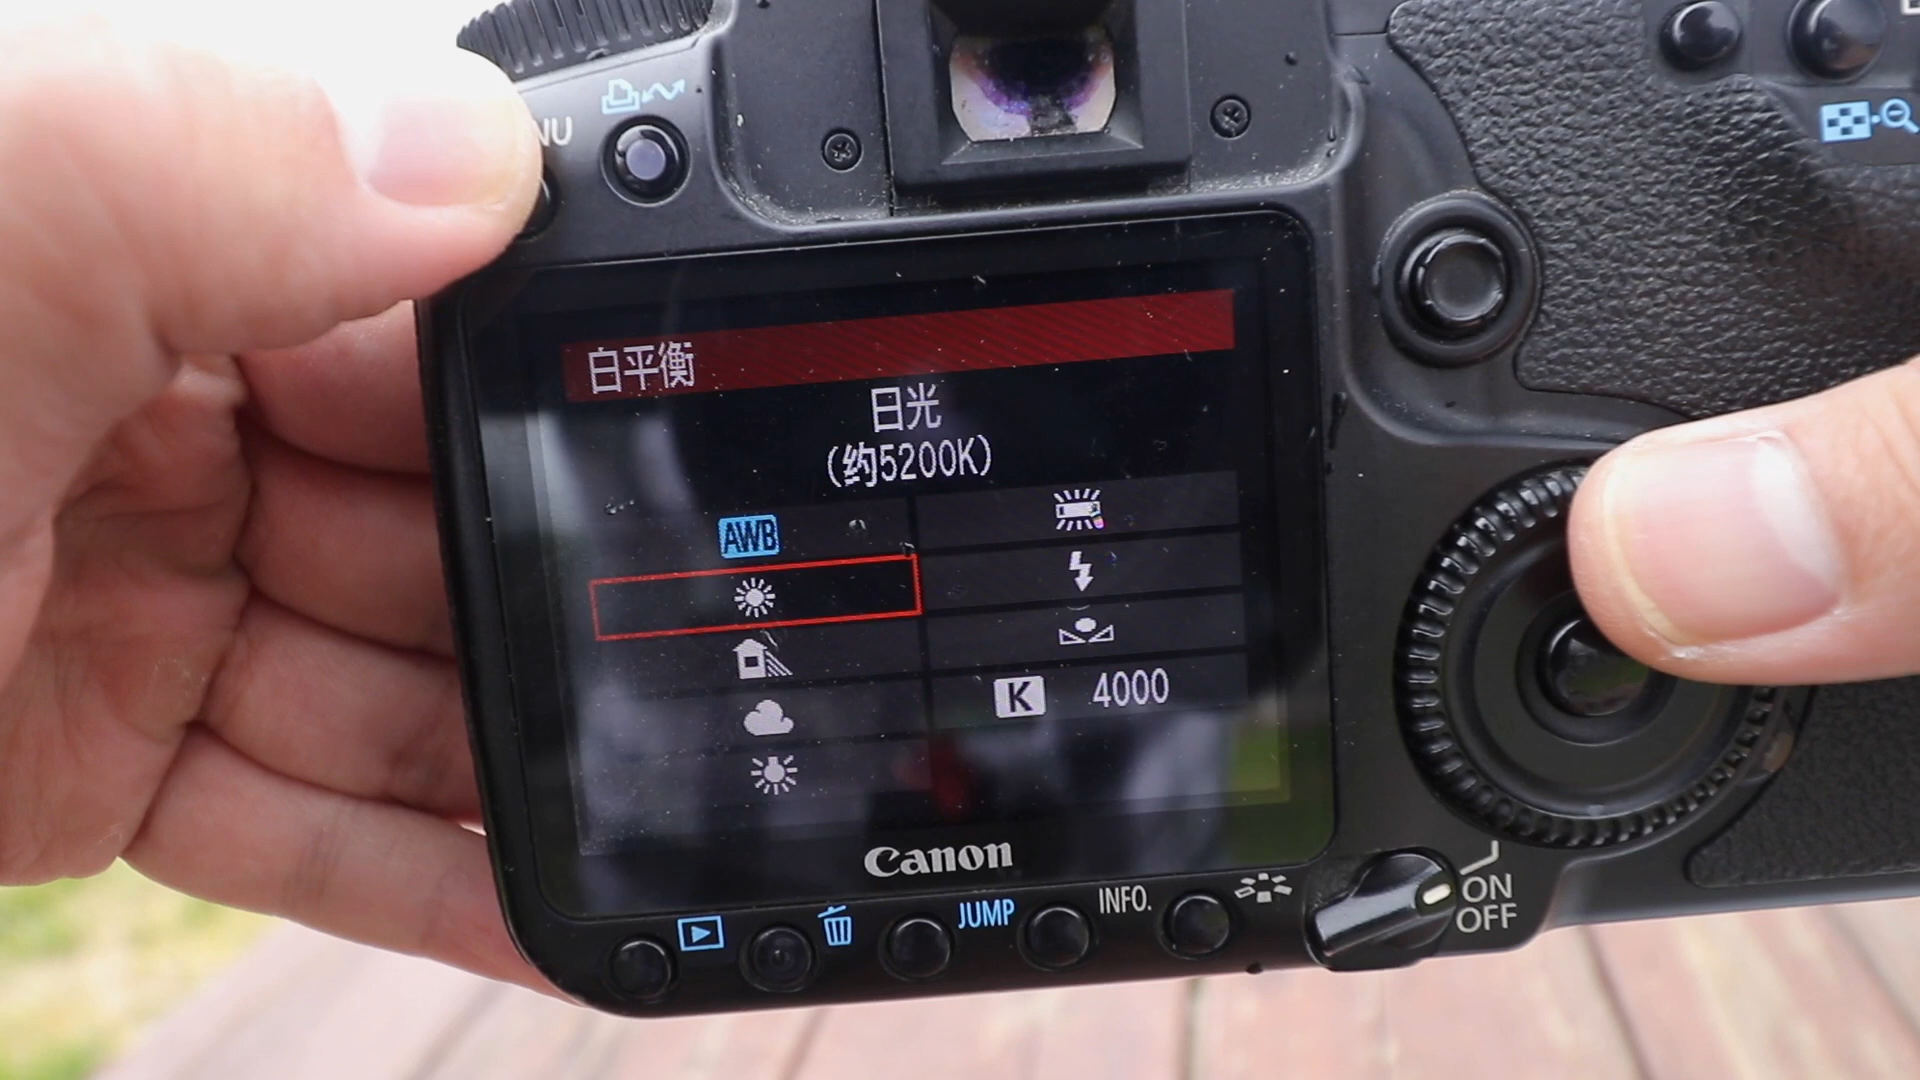 NU
白平衡
日光
(约5200K)
AWB
K 4000
Canon
JUMP
INFO.
ON
OFF